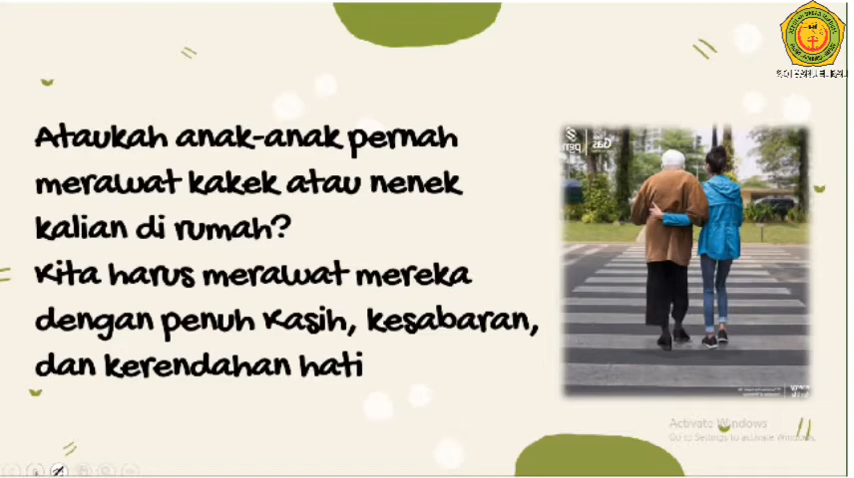 Ataukah anak-anak pernah
merawat kakek atau nenek
kalian di rumah?
Kita harus merawat mereka
dengan penuh Kasih, kesabaran,
dan kerendahan hati
Activate Windows
Go to Settings to activate Windows.